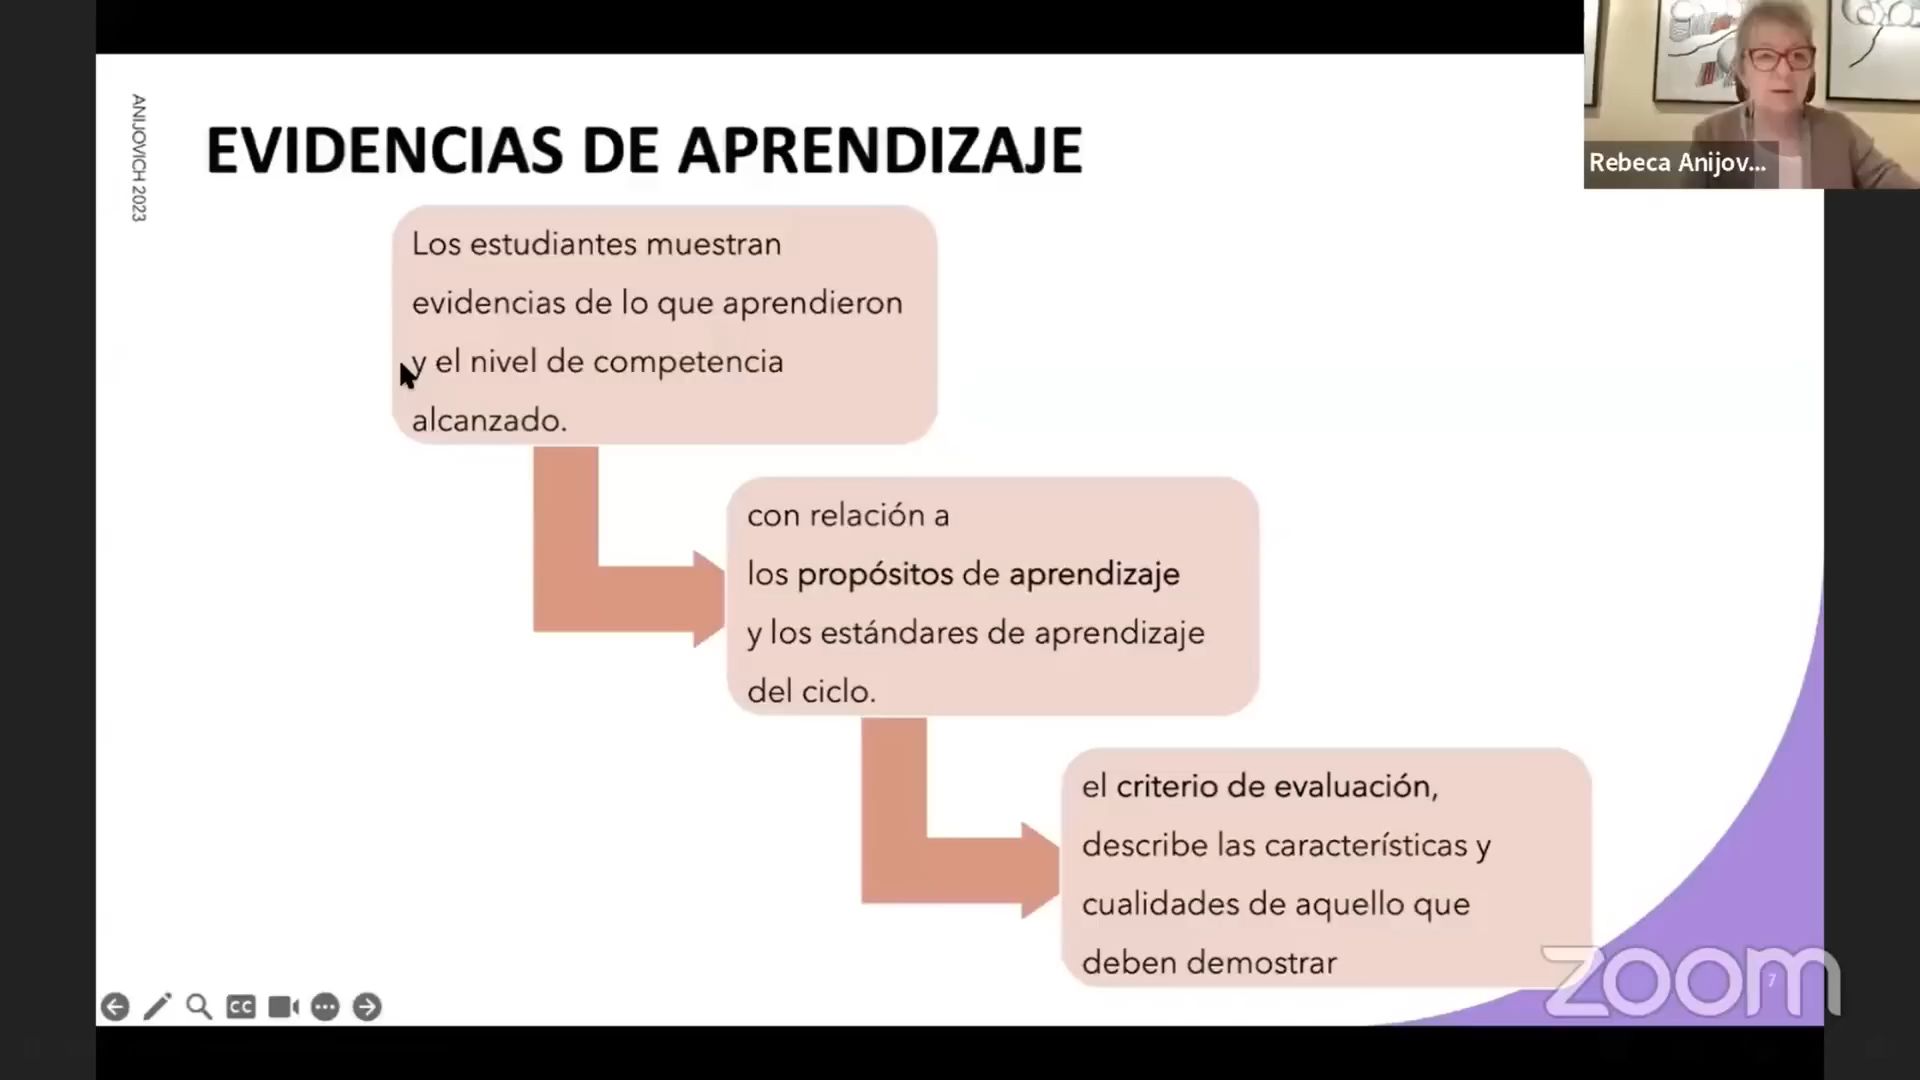 ANIJOVICH 2023
EVIDENCIAS DE APRENDIZAJE
Rebeca Anijov...
Los estudiantes muestran
evidencias de lo que aprendieron
y el nivel de competencia
alcanzado.
con relación a
los propósitos de aprendizaje
y los estándares de aprendizaje
del ciclo.
el criterio de evaluación,
describe las características y
cualidades de aquello que
deben demostrar
CC
zoom
7